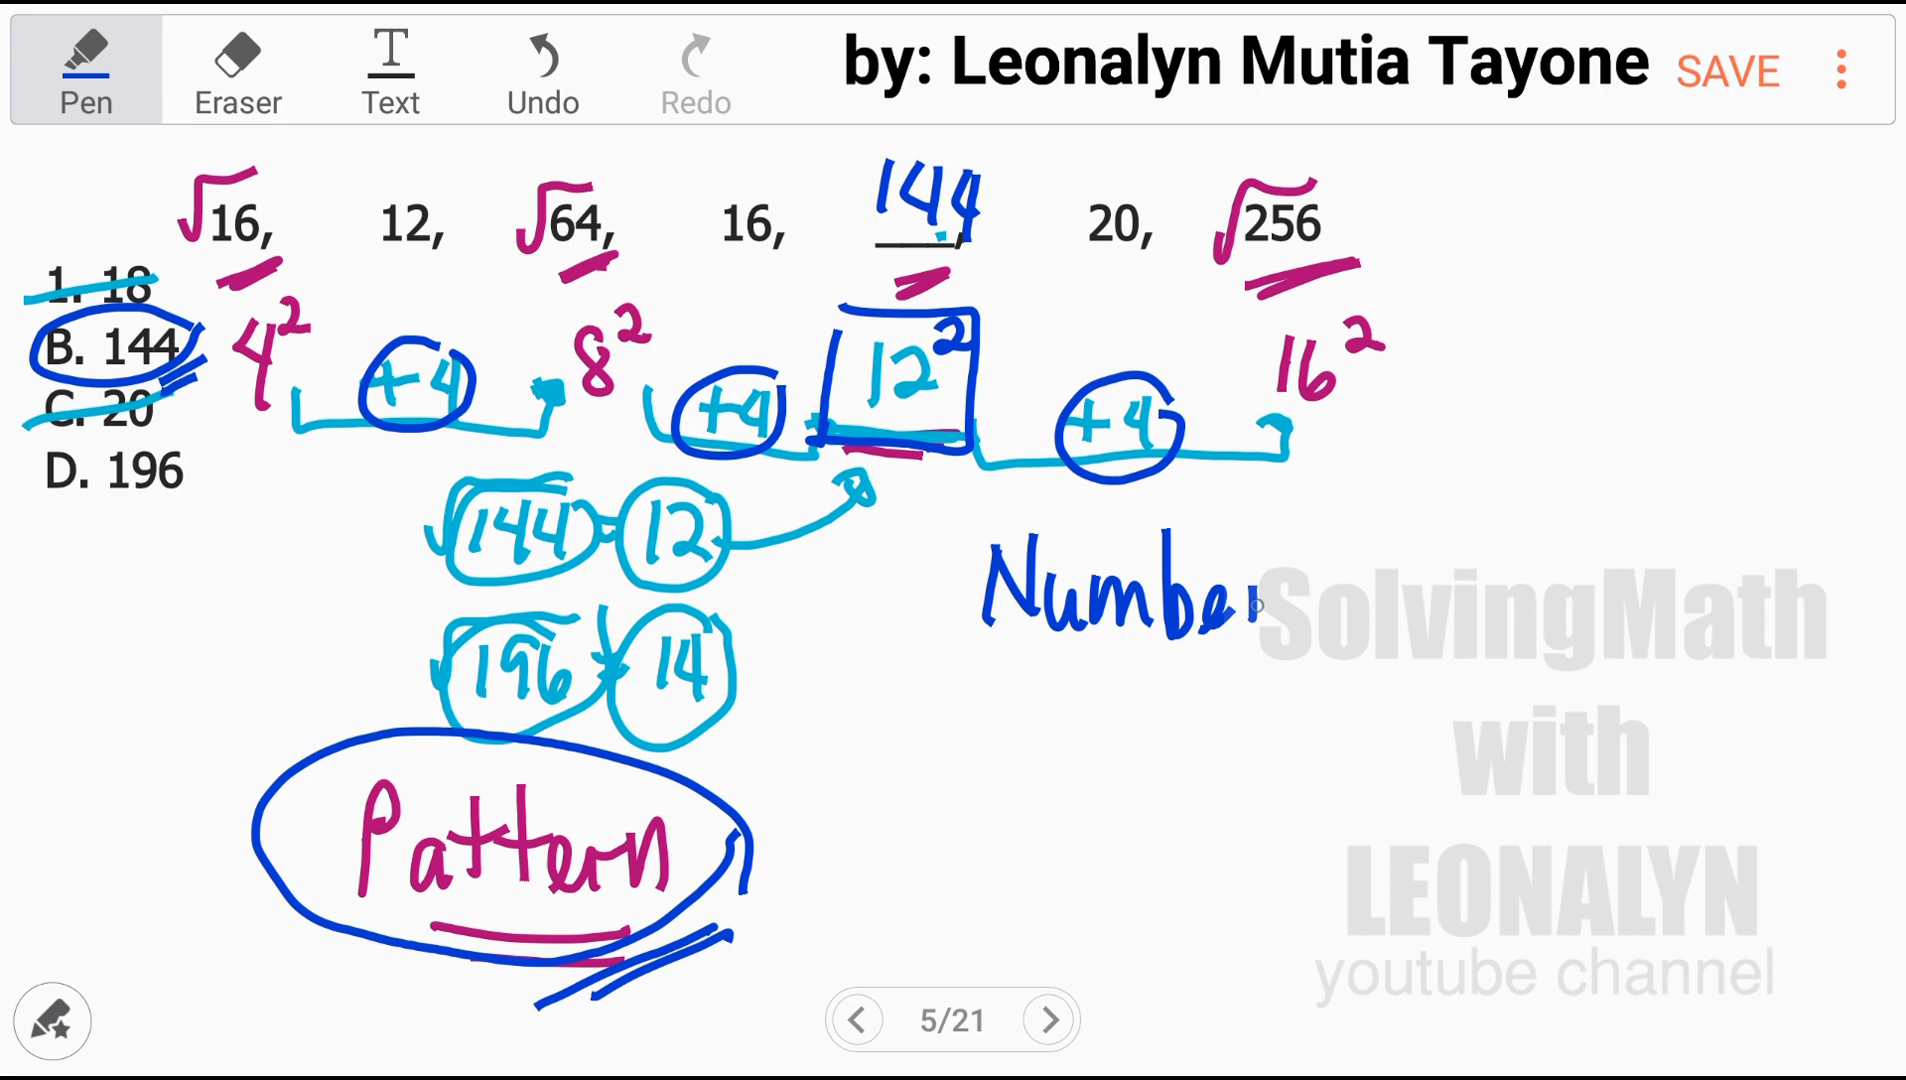 by: Leonalyn Mutia Tayone
SAVE
Pen
Eraser
Text
Undo
Redo
144
√16, 12, √64, 16, ___, 20, √256
1. 18
B. 144
C. 20
D. 196
4² +4 8² +4 12² +4 16²
√144 = 12
√196 14
Number
Pattern
SolvingMath
with
LEONALYN
youtube channel
5/21